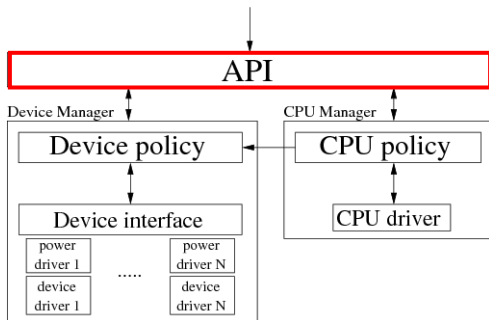 API
Device Manager
CPU Manager
Device policy
CPU policy
Device interface
CPU driver
power
driver 1
.....
power
driver N
device
driver 1
device
driver N